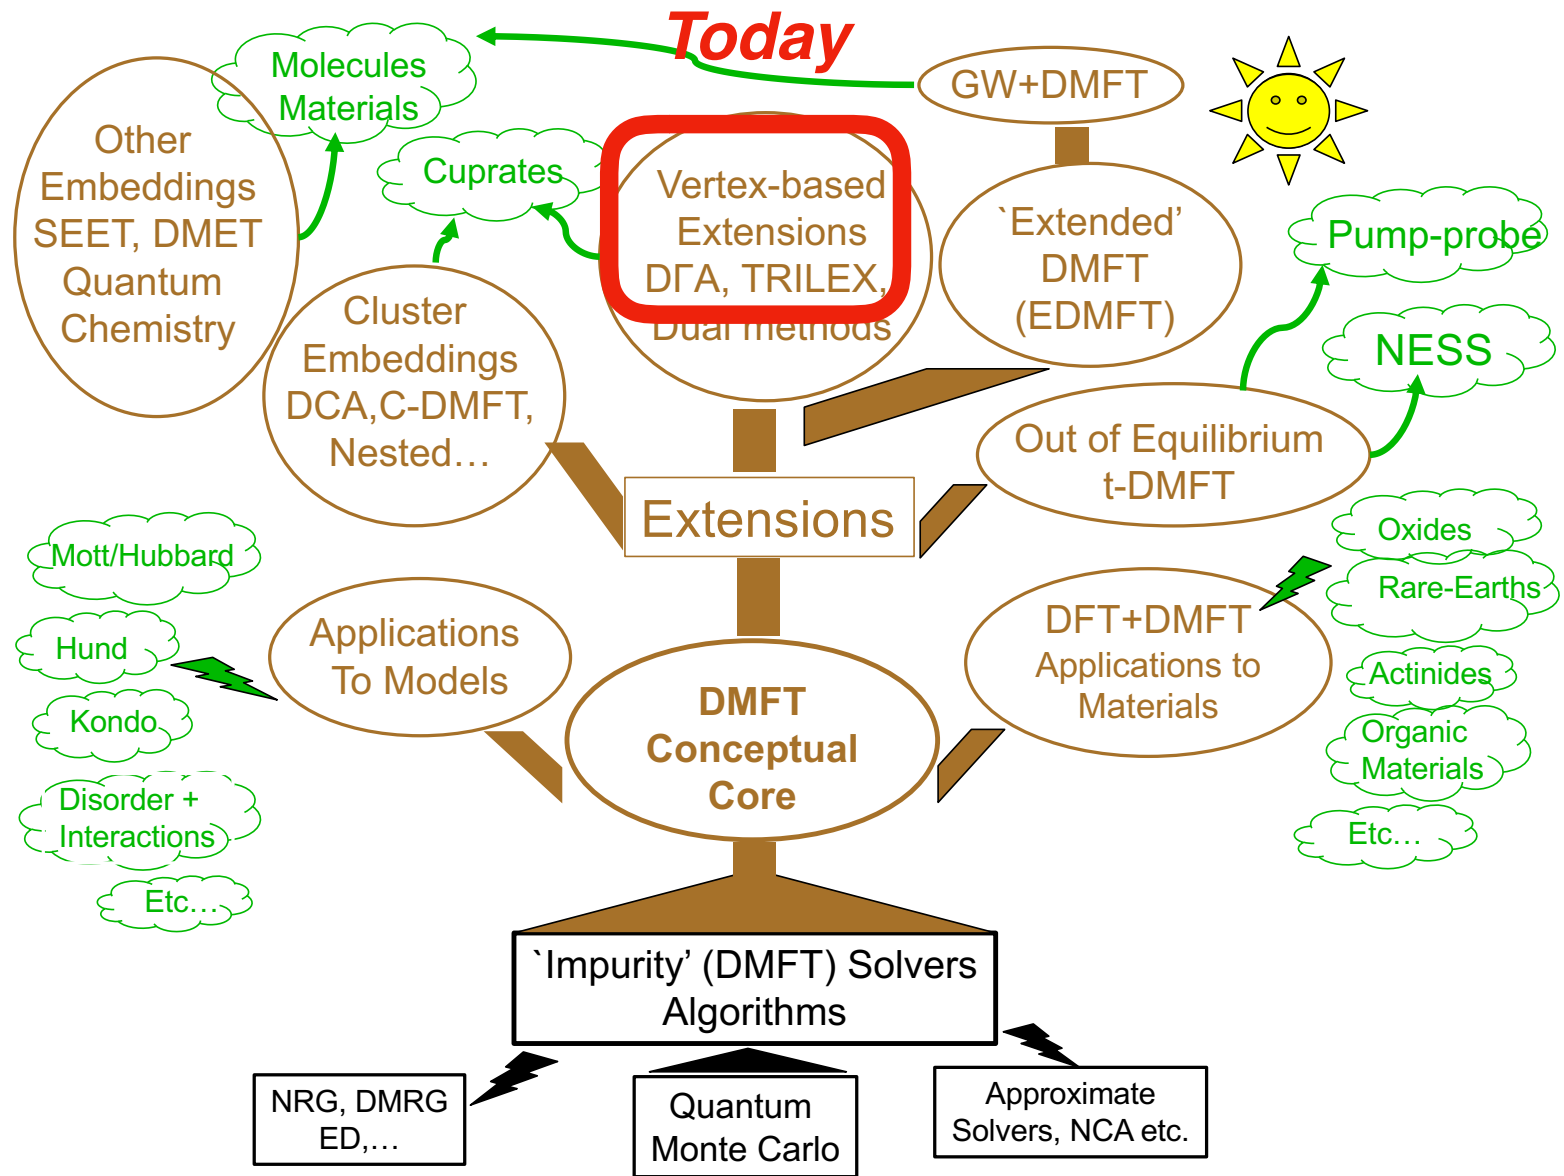 Today
Molecules
Materials
GW+DMFT
Other
Embeddings
SEET, DMET
Quantum
Chemistry
Cuprates
Vertex-based
Extensions
DΓA, TRILEX,
Dual methods
`Extended’
DMFT
(EDMFT)
Pump-probe
NESS
Cluster
Embeddings
DCA,C-DMFT,
Nested…
Out of Equilibrium
t-DMFT
Extensions
Mott/Hubbard
Hund
Kondo
Disorder +
Interactions
Etc…
Applications
To Models
DMFT
Conceptual
Core
DFT+DMFT
Applications to
Materials
Oxides
Rare-Earths
Actinides
Organic
Materials
Etc…
`Impurity’ (DMFT) Solvers
Algorithms
NRG, DMRG
ED,…
Quantum
Monte Carlo
Approximate
Solvers, NCA etc.